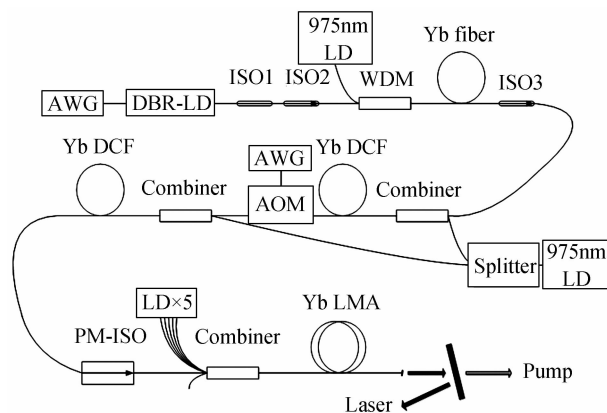 975nm
LD
Yb fiber
ISO1
ISO2
WDM
ISO3
AWG
DBR-LD
Yb DCF
AWG
Yb DCF
Combiner
AOM
Combiner
Splitter
975nm
LD
LD×5
PM-ISO
Combiner
Yb LMA
Pump
Laser